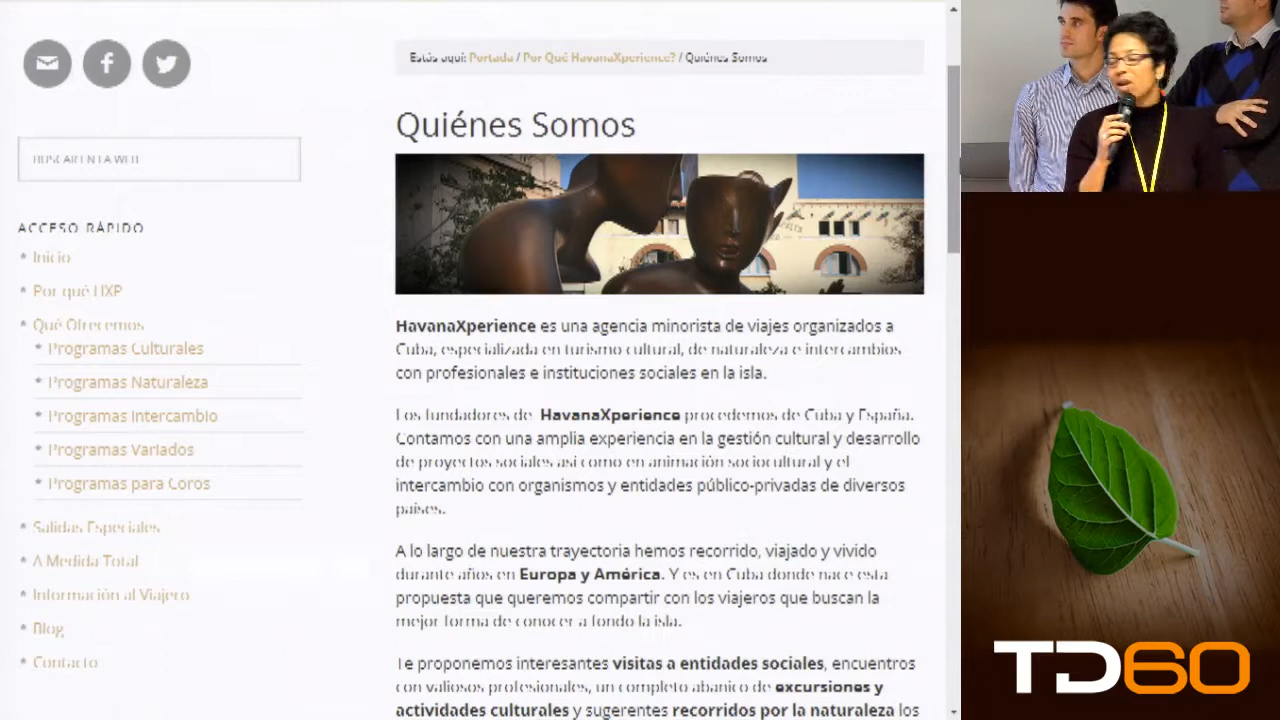 Estás aquí: Portada / Por Qué HavanaXperience? / Quiénes Somos
Quiénes Somos
BUSCAR EN LA WEB
ACCESO RÁPIDO
Inicio
Por qué HXP
Qué Ofrecemos
Programas Culturales
Programas Naturaleza
Programas Intercambio
Programas Variados
Programas para Coros
Salidas Especiales
A Medida Total
Información al Viajero
Blog
Contacto
HavanaXperience es una agencia minorista de viajes organizados a
Cuba, especializada en turismo cultural, de naturaleza e intercambios
con profesionales e instituciones sociales en la isla.
Los fundadores de HavanaXperience procedemos de Cuba y España.
Contamos con una amplia experiencia en la gestión cultural y desarrollo
de proyectos sociales así como en animación sociocultural y el
intercambio con organismos y entidades público-privadas de diversos
países.
A lo largo de nuestra trayectoria hemos recorrido, viajado y vivido
durante años en Europa y América. Y es en Cuba donde nace esta
propuesta que queremos compartir con los viajeros que buscan la
mejor forma de conocer a fondo la isla.
Te proponemos interesantes visitas a entidades sociales, encuentros
con valiosos profesionales, un completo abanico de excursiones y
actividades culturales y sugerentes recorridos por la naturaleza los
TD60